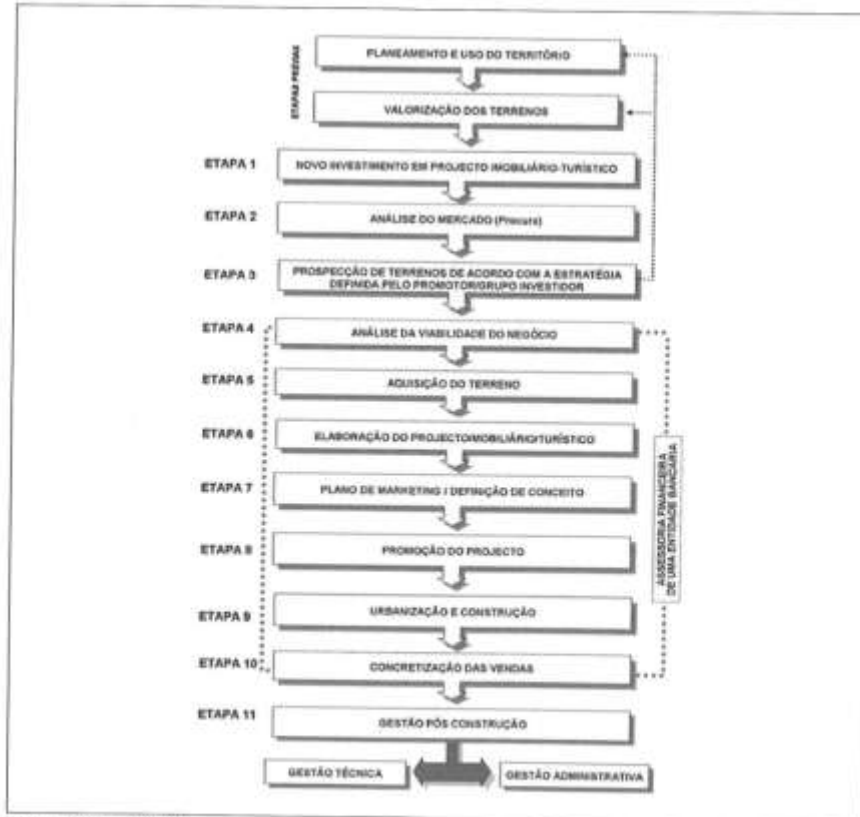 PLANEAMENTO E USO DO TERRITÓRIO
ETAPAS PRÉVIAS
VALORIZAÇÃO DOS TERRENOS
ETAPA 1
NOVO INVESTIMENTO EM PROJECTO IMOBILIÁRIO-TURÍSTICO
ETAPA 2
ANÁLISE DO MERCADO (Procura)
ETAPA 3
PROSPECÇÃO DE TERRENOS DE ACORDO COM A ESTRATÉGIA
DEFINIDA PELO PROMOTOR/GRUPO INVESTIDOR
ETAPA 4
ANÁLISE DA VIABILIDADE DO NEGÓCIO
ETAPA 5
AQUISIÇÃO DO TERRENO
ETAPA 6
ELABORAÇÃO DO PROJECTO/MOBILIÁRIO/TURÍSTICO
ETAPA 7
PLANO DE MARKETING / DEFINIÇÃO DE CONCEITO
ETAPA 8
PROMOÇÃO DO PROJECTO
ETAPA 9
URBANIZAÇÃO E CONSTRUÇÃO
ETAPA 10
CONCRETIZAÇÃO DAS VENDAS
ASSESSORIA FINANCEIRA
DE UMA ENTIDADE BANCARIA
ETAPA 11
GESTÃO PÓS CONSTRUÇÃO
GESTÃO TÉCNICA
GESTÃO ADMINISTRATIVA